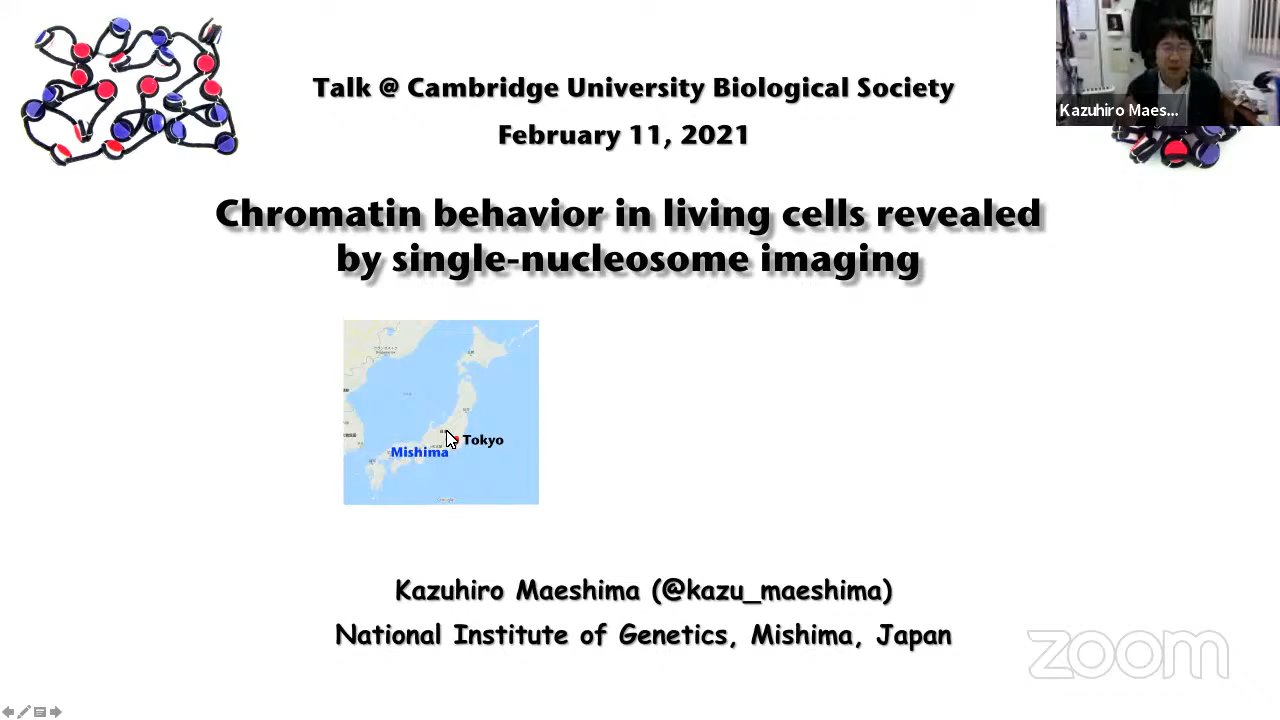 Talk @ Cambridge University Biological Society
February 11, 2021
Kazuhiro Maes...
Chromatin behavior in living cells revealed
by single-nucleosome imaging
Tokyo
Mishima
Kazuhiro Maeshima (@kazu_maeshima)
National Institute of Genetics, Mishima, Japan
zoom